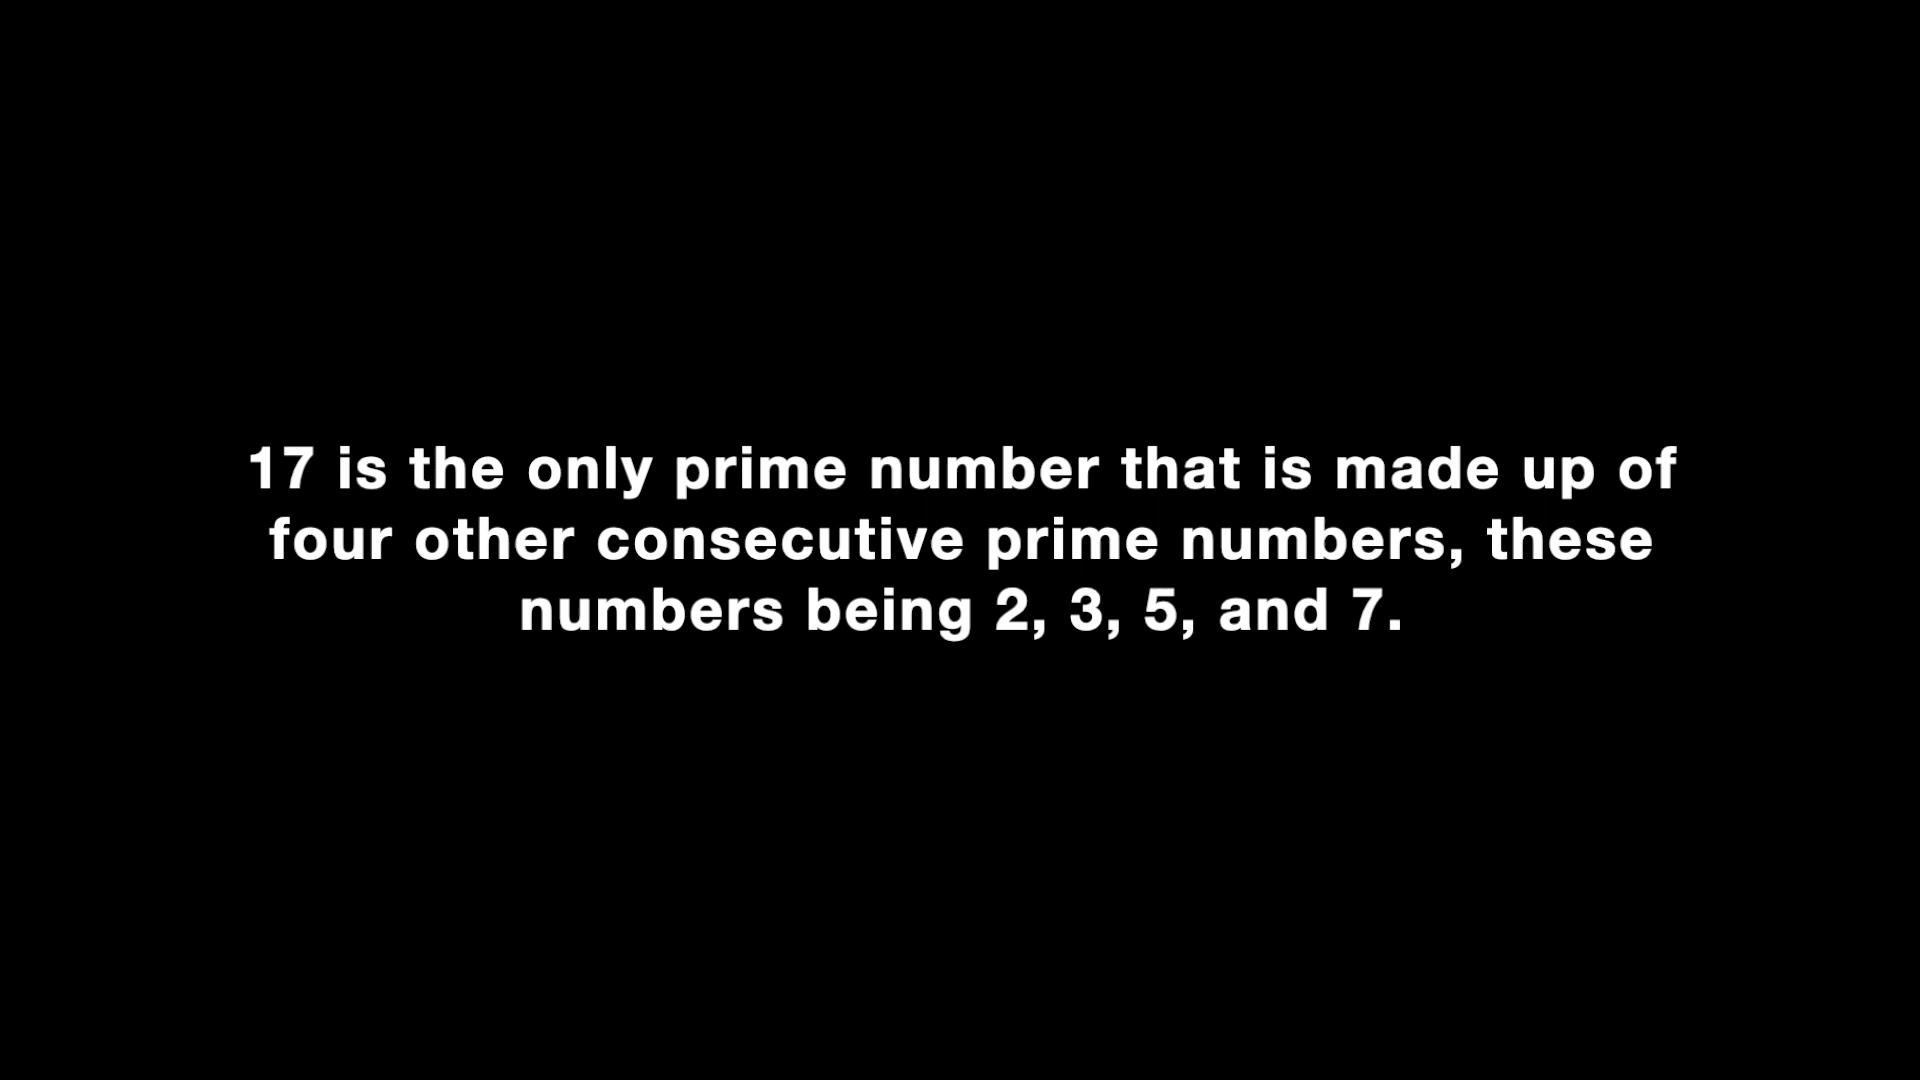 17 is the only prime number that is made up of
four other consecutive prime numbers, these
numbers being 2, 3, 5, and 7.